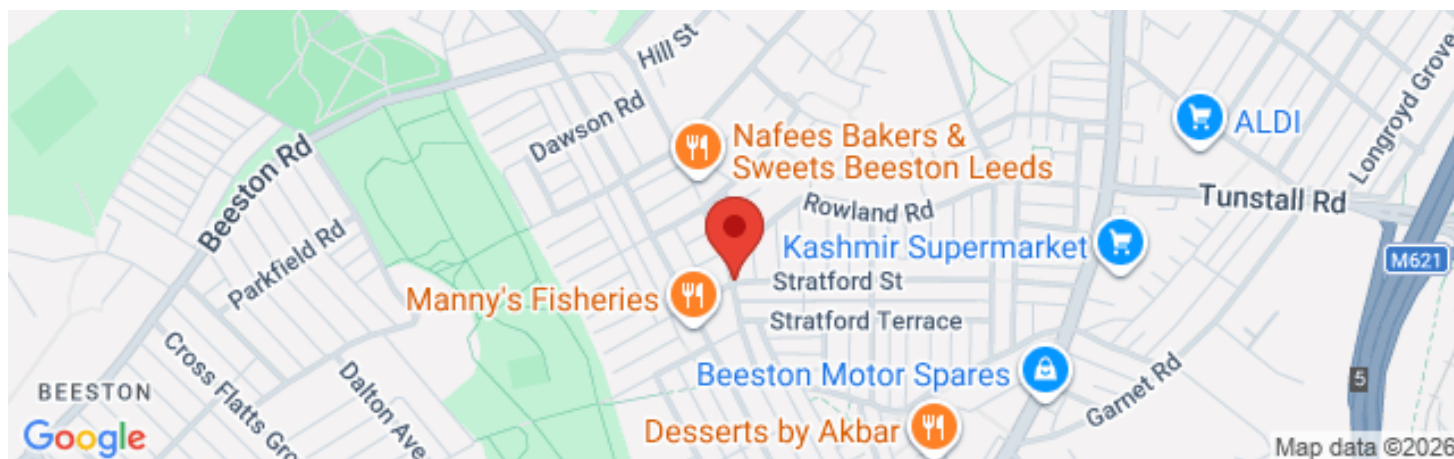 Hill St
Dawson Rd
Nafees Bakers &
Sweets Beeston Leeds
ALDI
Longroyd Grove
Beeston Rd
Rowland Rd
Tunstall Rd
Parkfield Rd
Kashmir Supermarket
M621
Manny's Fisheries
Stratford St
Stratford Terrace
Cross Flatts Gro
Dalton Ave
Beeston Motor Spares
5
Garnet Rd
BEESTON
Desserts by Akbar
Google
Map data ©2026